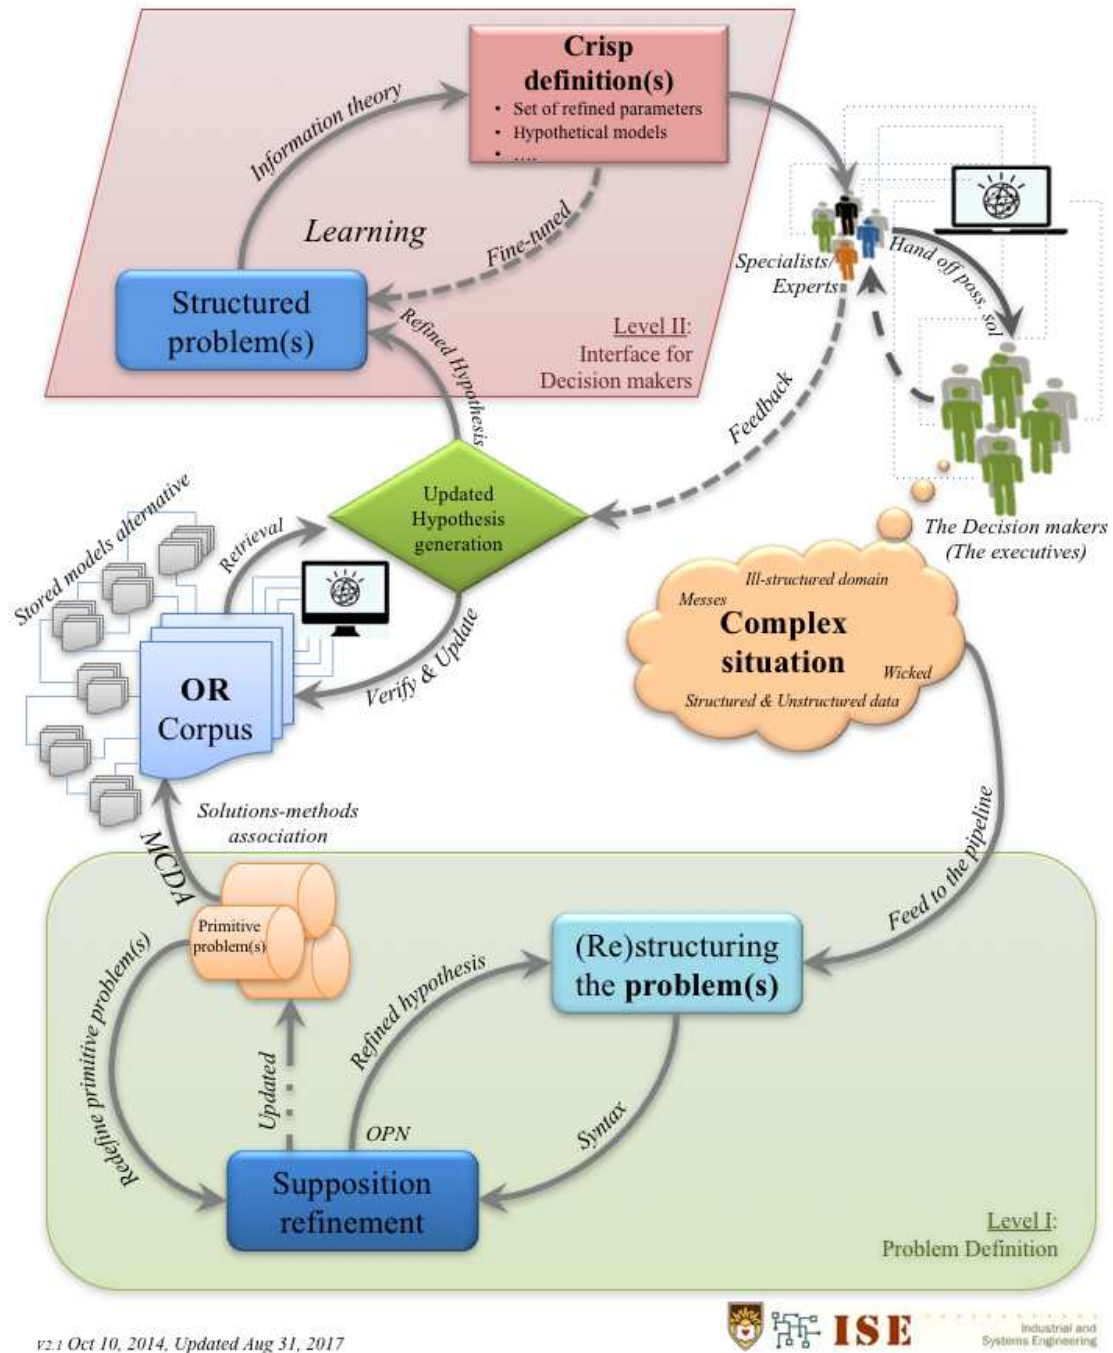 Crisp
definition(s)
• Set of refined parameters
• Hypothetical models
• ....
Information theory
Learning
Fine-tuned
Structured
problem(s)
Refined Hypothesis
Level II:
Interface for
Decision makers
Specialists/
Experts
Hand off poss. sol
Feedback
The Decision makers
(The executives)
Updated
Hypothesis
generation
Stored models alternative
Retrieval
Verify & Update
OR
Corpus
Ill-structured domain
Messes
Complex
situation
Wicked
Structured & Unstructured data
Solutions-methods
association
MCDA
Feed to the pipeline
Primitive
problem(s)
(Re)structuring
the problem(s)
Redefine primitive problem(s)
Refined hypothesis
Updated
OPN
Syntax
Supposition
refinement
Level I:
Problem Definition
V2.1 Oct 10, 2014, Updated Aug 31, 2017
ISE
Industrial and
Systems Engineering